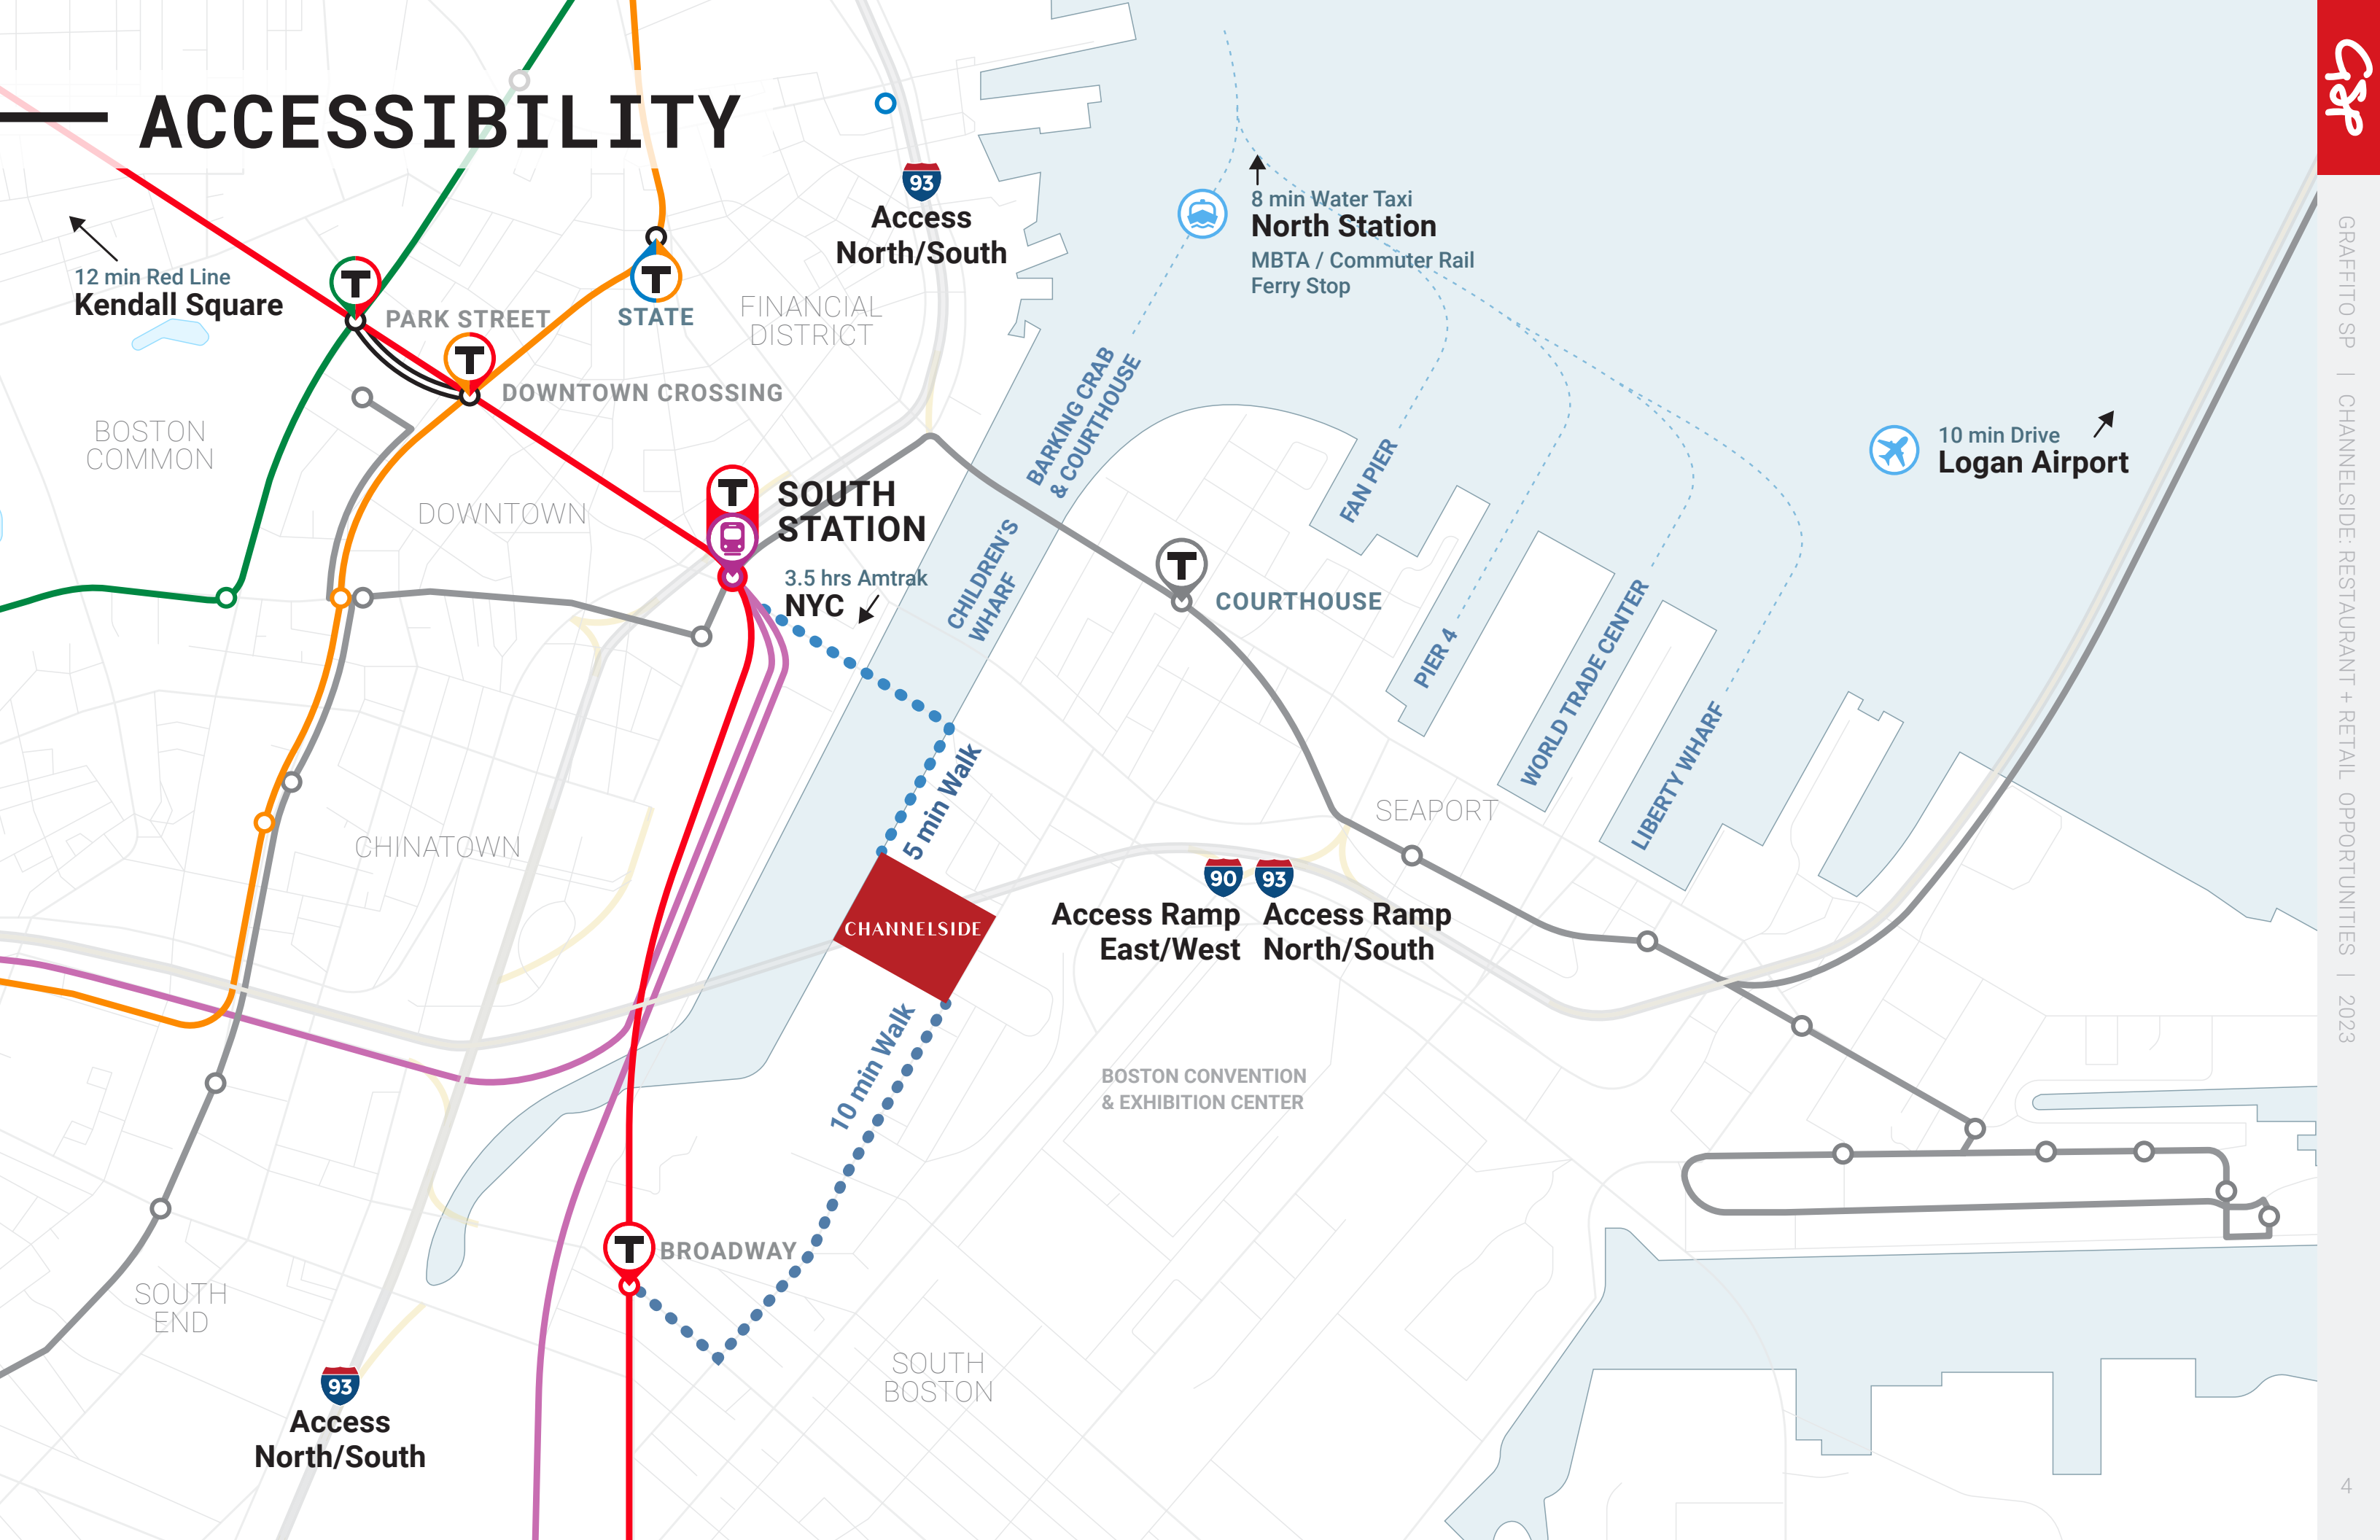 ACCESSIBILITY
GSP
93
Access
North/South
8 min Water Taxi
North Station
MBTA / Commuter Rail
Ferry Stop
12 min Red Line
Kendall Square
T
PARK STREET
T
STATE
FINANCIAL
DISTRICT
T
DOWNTOWN CROSSING
BOSTON
COMMON
DOWNTOWN
T
SOUTH
STATION
3.5 hrs Amtrak
NYC
BARKING CRAB
& COURTHOUSE
CHILDREN'S
WHARF
FAN PIER
10 min Drive
Logan Airport
T
COURTHOUSE
PIER 4
WORLD TRADE CENTER
LIBERTY WHARF
SEAPORT
5 min Walk
CHINATOWN
CHANNELSIDE
90
Access Ramp
East/West
93
Access Ramp
North/South
10 min Walk
BOSTON CONVENTION
& EXHIBITION CENTER
T
BROADWAY
SOUTH
END
SOUTH
BOSTON
93
Access
North/South
GRAFFITO SP | CHANNELSIDE: RESTAURANT + RETAIL OPPORTUNITIES | 2023
4